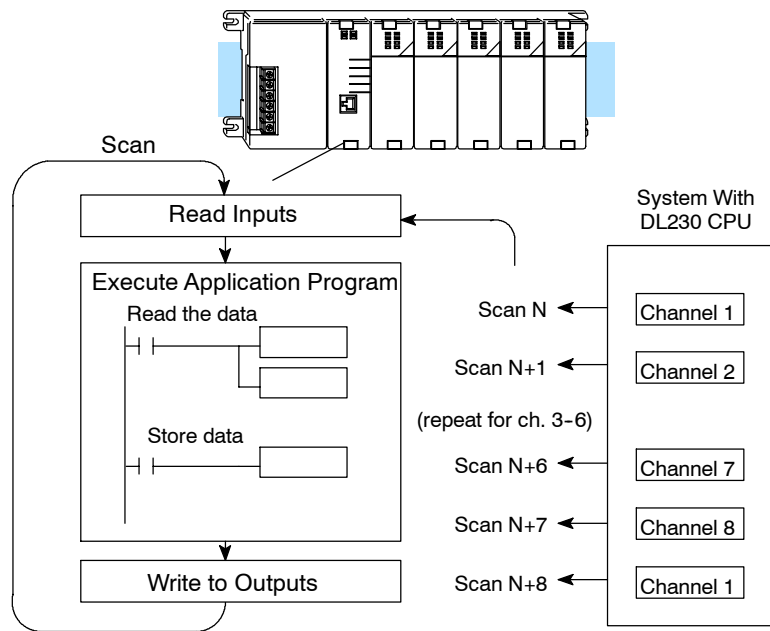 Scan
Read Inputs
Execute Application Program
Read the data
Store data
Write to Outputs
System With
DL230 CPU
Scan N
Channel 1
Scan N+1
Channel 2
(repeat for ch. 3-6)
Scan N+6
Channel 7
Scan N+7
Channel 8
Scan N+8
Channel 1